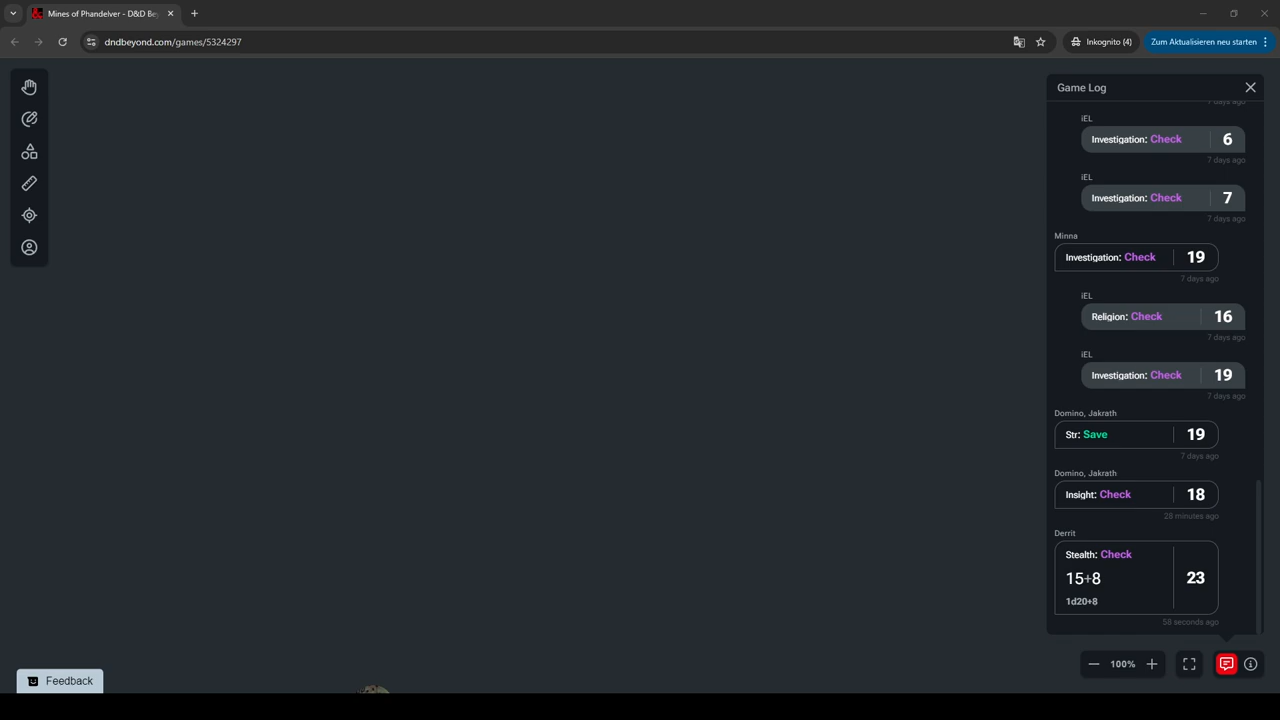 Mines of Phandelver - D&D Be
dndbeyond.com/games/5324297
Inkognito (4)
Zum Aktualisieren neu starten
Game Log
7 days ago
iEL
Investigation: Check
6
7 days ago
iEL
Investigation: Check
7
7 days ago
Minna
Investigation: Check
19
7 days ago
iEL
Religion: Check
16
7 days ago
iEL
Investigation: Check
19
7 days ago
Domino, Jakrath
Str: Save
19
7 days ago
Domino, Jakrath
Insight: Check
18
28 minutes ago
Derrit
Stealth: Check
15+8
23
1d20+8
58 seconds ago
100%
Feedback